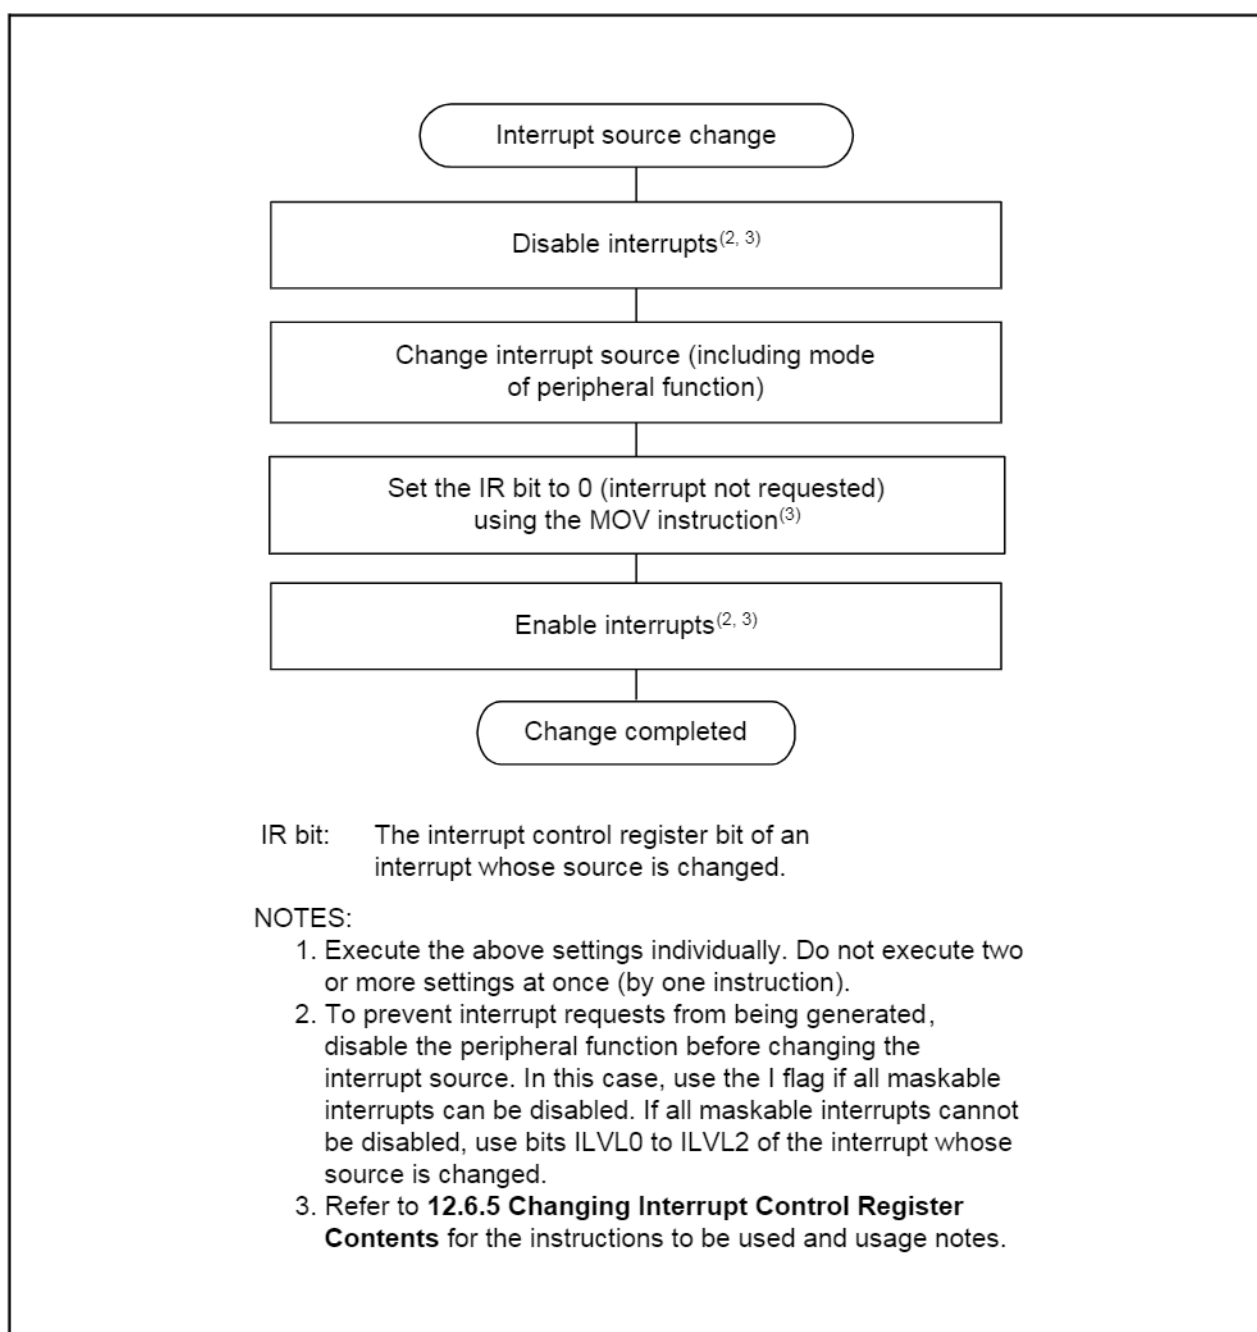 Interrupt source change
Disable interrupts(2, 3)
Change interrupt source (including mode
of peripheral function)
Set the IR bit to 0 (interrupt not requested)
using the MOV instruction(3)
Enable interrupts(2, 3)
Change completed
IR bit: The interrupt control register bit of an
interrupt whose source is changed.
NOTES:
1. Execute the above settings individually. Do not execute two
or more settings at once (by one instruction).
2. To prevent interrupt requests from being generated,
disable the peripheral function before changing the
interrupt source. In this case, use the I flag if all maskable
interrupts can be disabled. If all maskable interrupts cannot
be disabled, use bits ILVL0 to ILVL2 of the interrupt whose
source is changed.
3. Refer to 12.6.5 Changing Interrupt Control Register
Contents for the instructions to be used and usage notes.